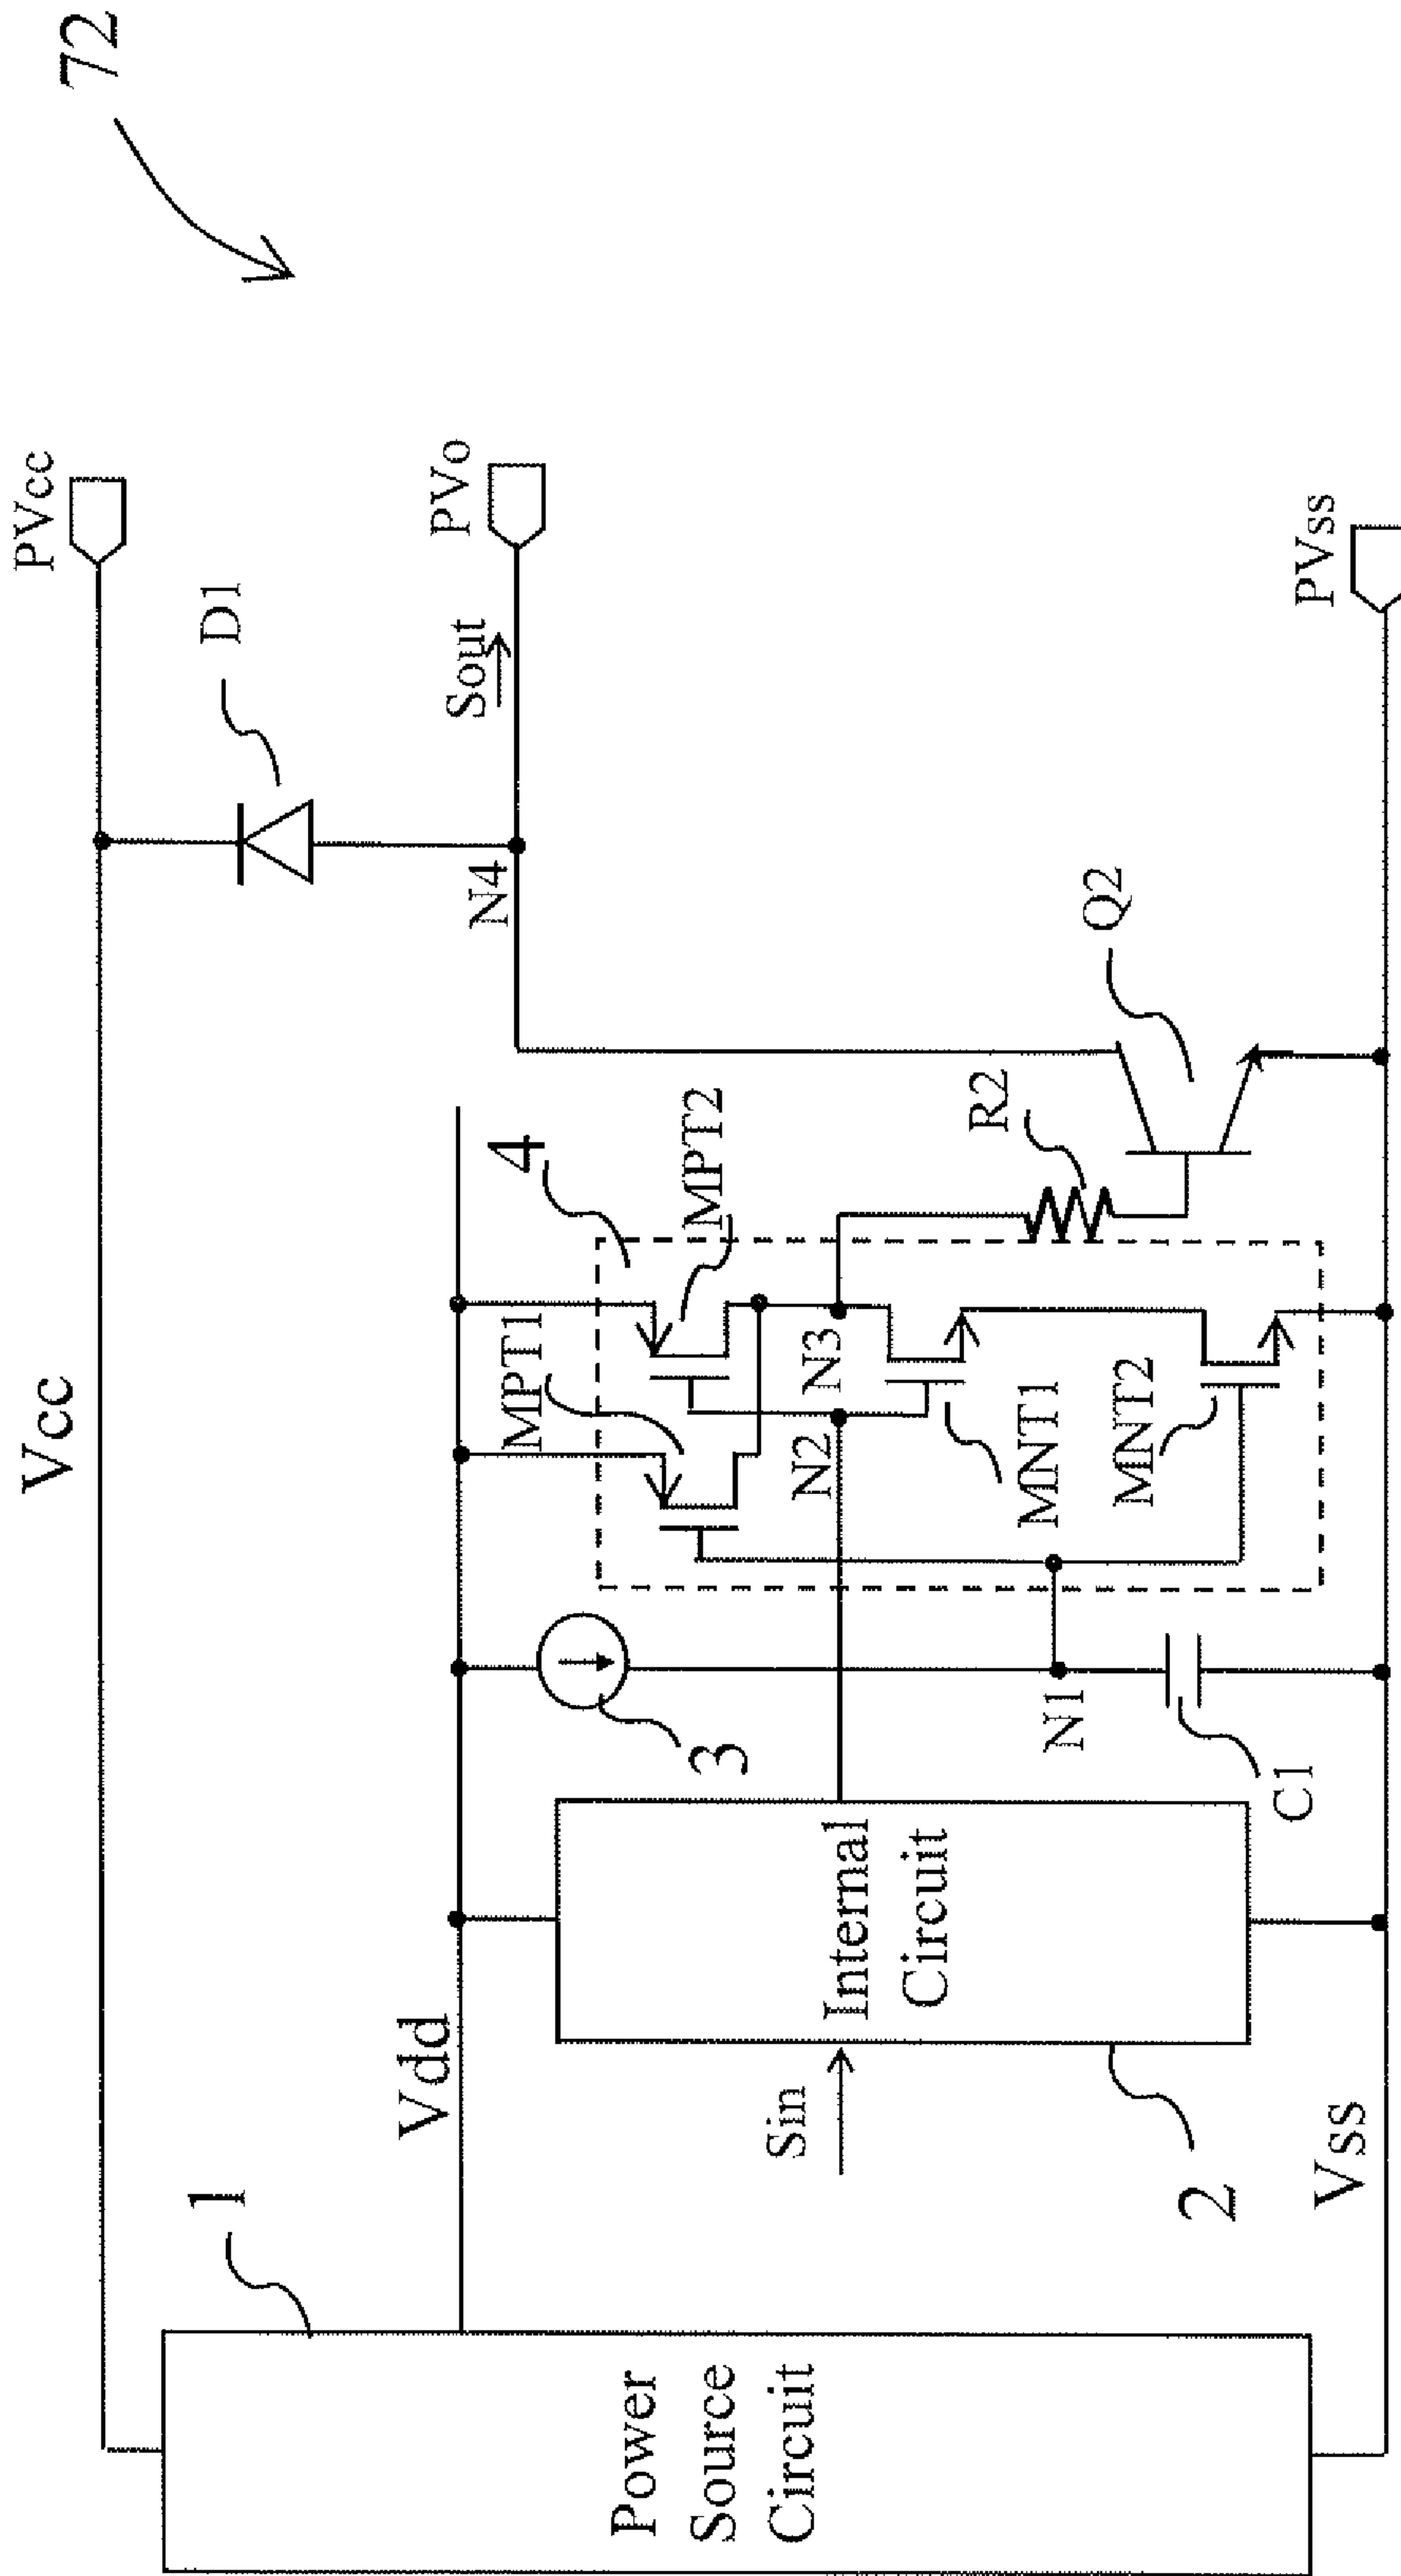 72
Vcc
PVcc
D1
1
Vdd
Sout
PVo
N4
4
MPT1
MPT2
3
N2
N3
R2
Q2
Power
Source
Circuit
Sin
Internal
Circuit
N1
MNT1
MNT2
C1
2
Vss
PVss